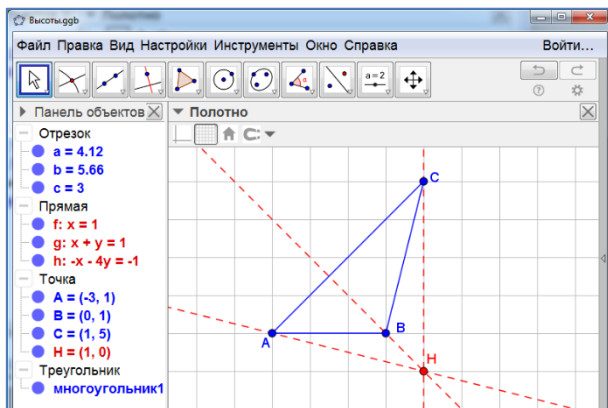 Высоты.ggb
Файл Правка Вид Настройки Инструменты Окно Справка Войти...
a = 2
Панель объектов
Полотно
Отрезок
a = 4.12
b = 5.66
c = 3
Прямая
f: x = 1
g: x + y = 1
h: -x - 4y = -1
Точка
A = (-3, 1)
B = (0, 1)
C = (1, 5)
H = (1, 0)
Треугольник
многоугольник1
C
A
B
H